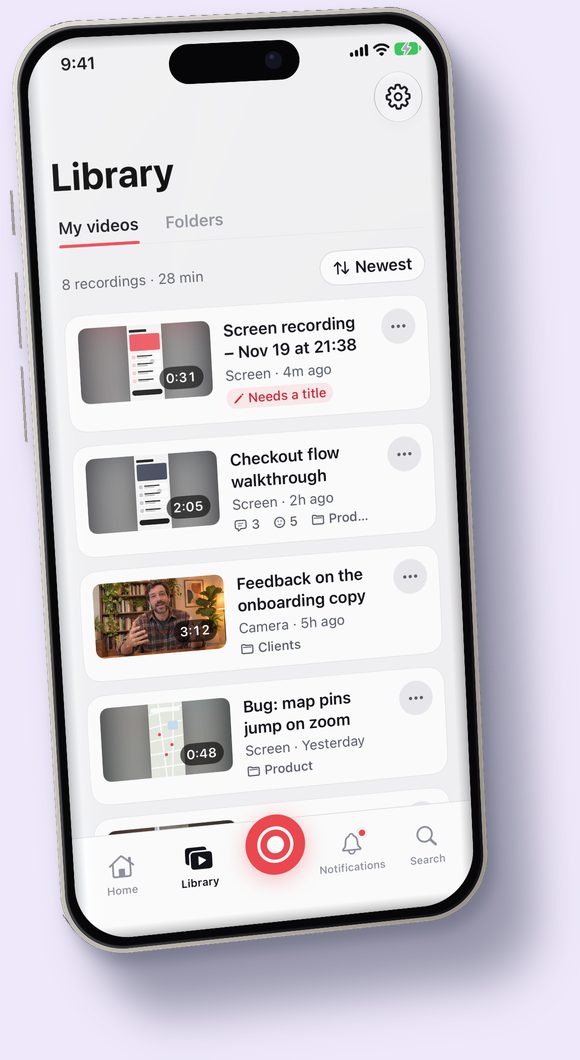 9:41
Library
My videos Folders
8 recordings · 28 min
Newest
Screen recording
– Nov 19 at 21:38
Screen · 4m ago
Needs a title
0:31
Checkout flow
walkthrough
Screen · 2h ago
3 5 Prod...
2:05
Feedback on the
onboarding copy
Camera · 5h ago
Clients
3:12
Bug: map pins
jump on zoom
Screen · Yesterday
Product
0:48
Home
Library
Notifications
Search